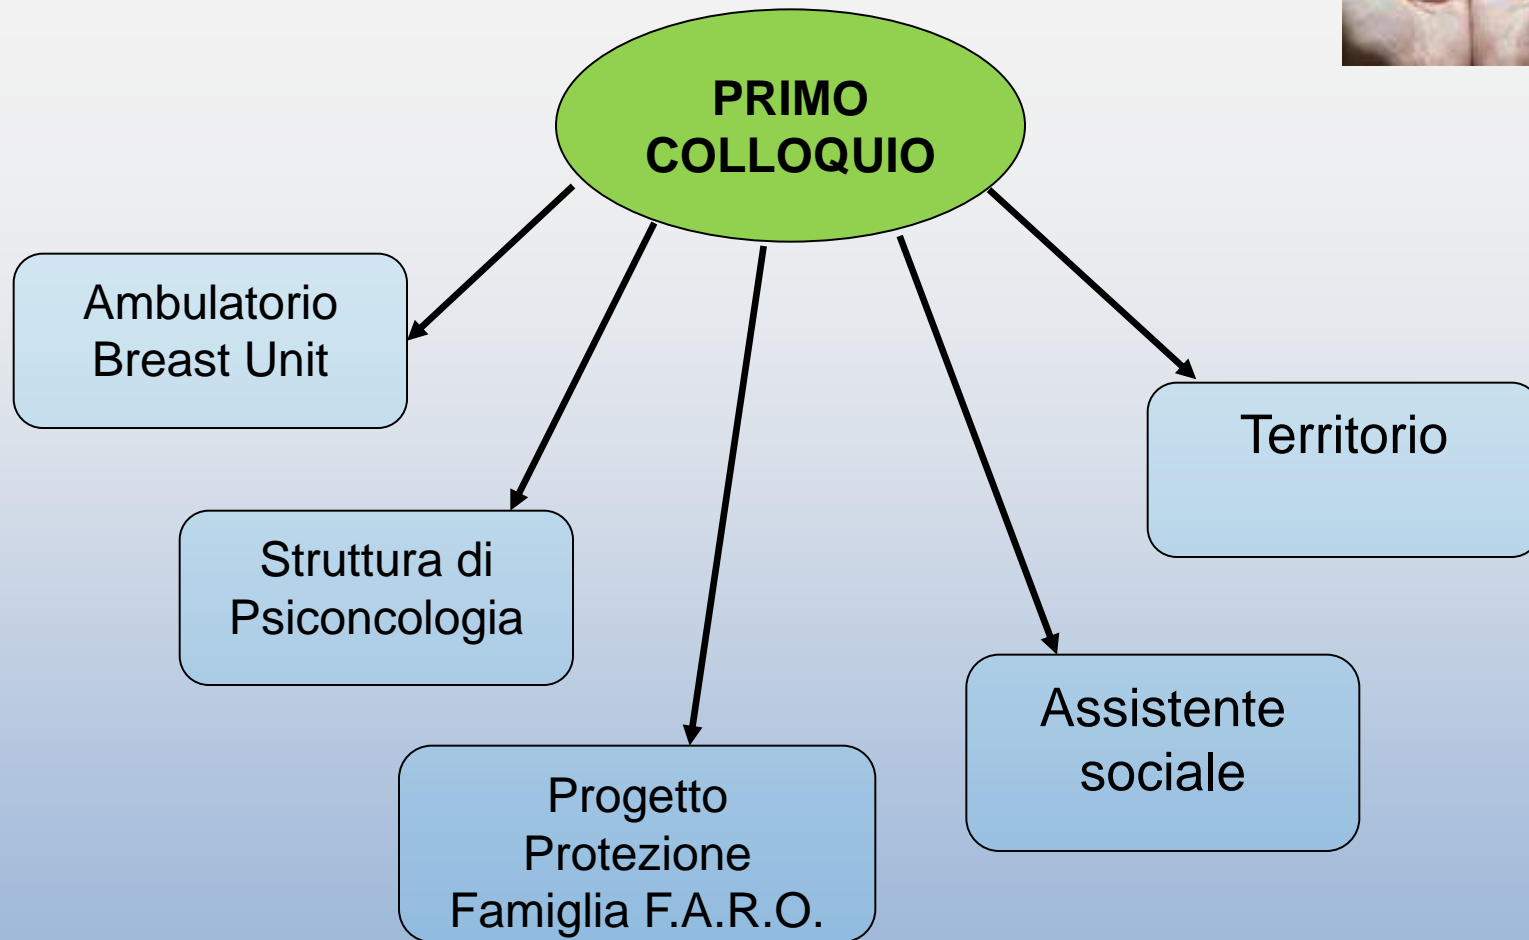 PRIMO
COLLOQUIO
Ambulatorio
Breast Unit
Territorio
Struttura di
Psiconcologia
Assistente
sociale
Progetto
Protezione
Famiglia F.A.R.O.